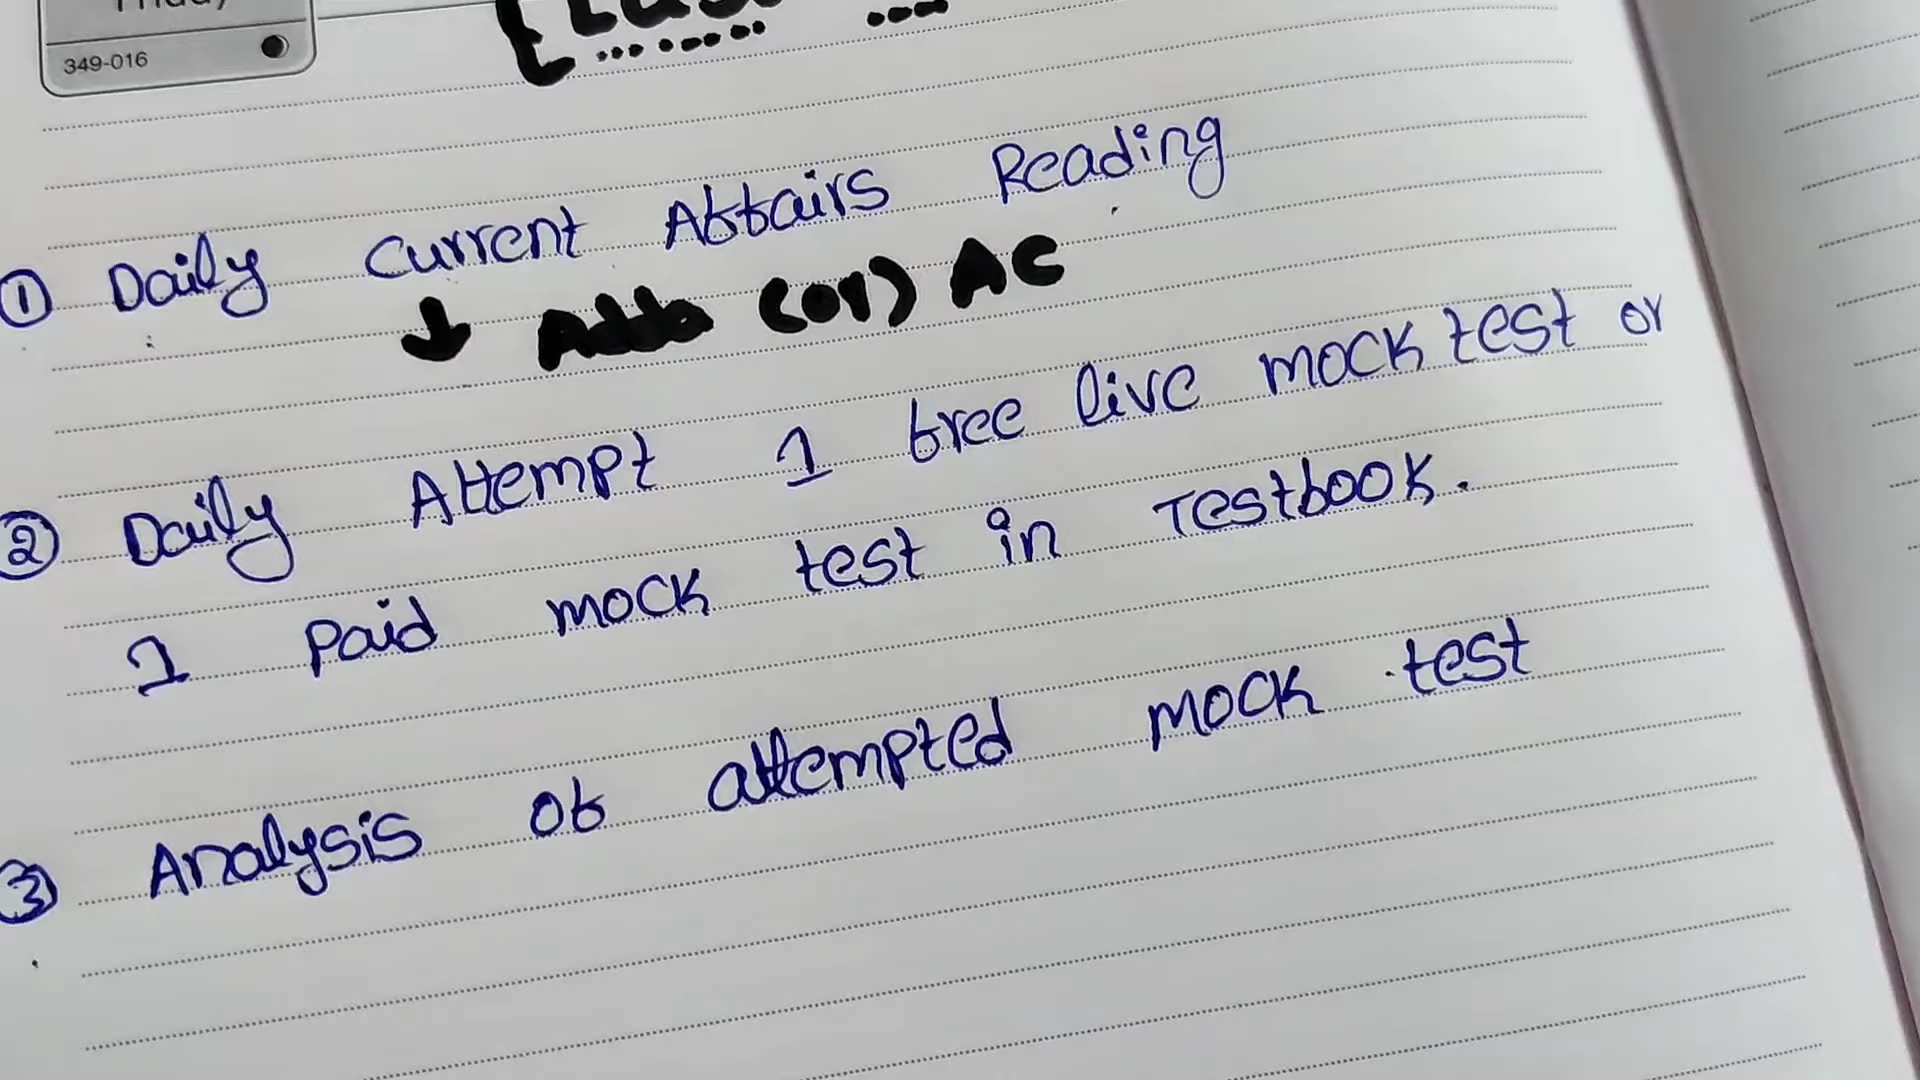 349-016
① Daily Current Affairs Reading
↓ Adda (or) AC
② Daily Attempt 1 free live mock test or
1 Paid mock test in Testbook.
③ Analysis of attempted mock test